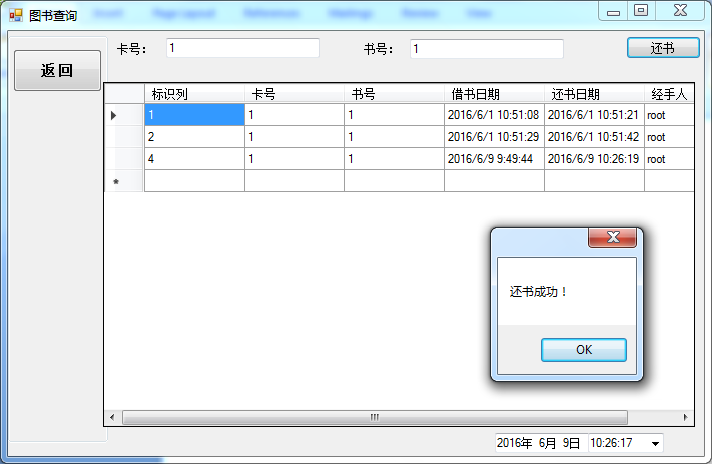 图书查询
卡号： 1 书号： 1 还书
返回
标识列 卡号 书号 借书日期 还书日期 经手人
1 1 1 2016/6/1 10:51:08 2016/6/1 10:51:21 root
2 1 1 2016/6/1 10:51:29 2016/6/1 10:51:42 root
4 1 1 2016/6/9 9:49:44 2016/6/9 10:26:19 root
还书成功！
OK
2016年 6月 9日 10:26:17